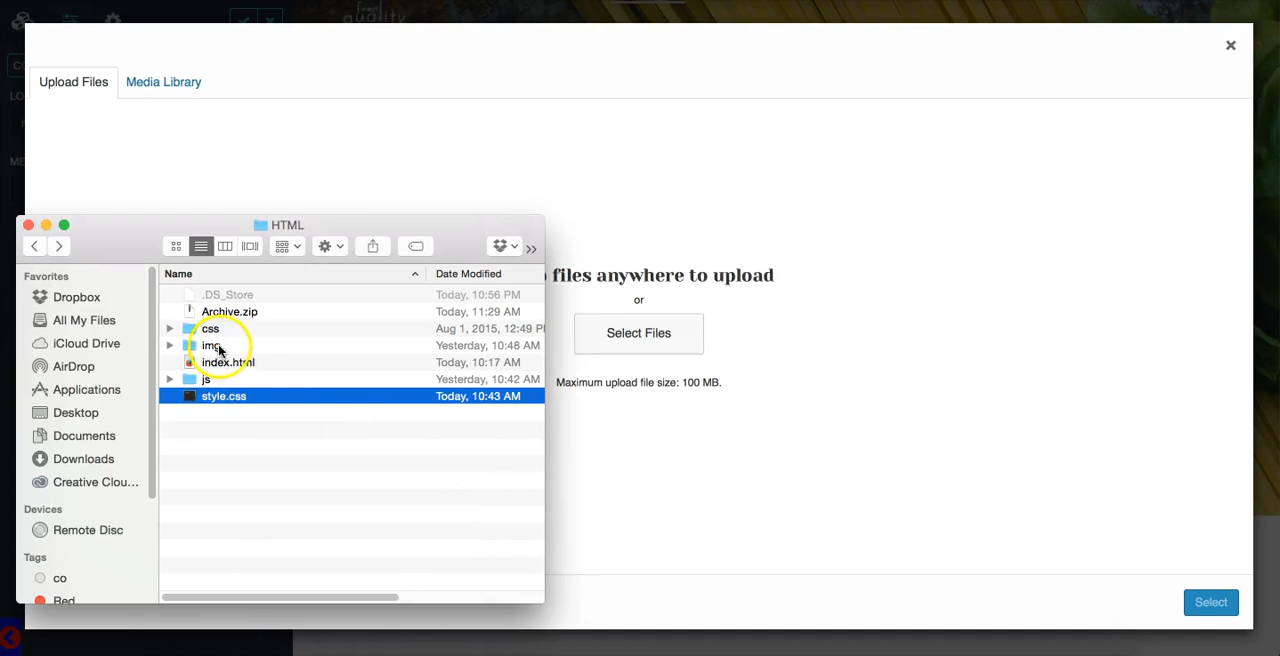 quality
Upload Files
Media Library
HTML
Favorites
Dropbox
All My Files
iCloud Drive
AirDrop
Applications
Desktop
Documents
Downloads
Creative Clou...
Devices
Remote Disc
Tags
co
Red
Name
Date Modified
.DS_Store
Today, 10:56 PM
Archive.zip
Today, 11:29 AM
css
Aug 1, 2015, 12:49 P
img
Yesterday, 10:48 AM
index.html
Today, 10:17 AM
js
Yesterday, 10:42 AM
style.css
Today, 10:43 AM
files anywhere to upload
or
Select Files
Maximum upload file size: 100 MB.
Select